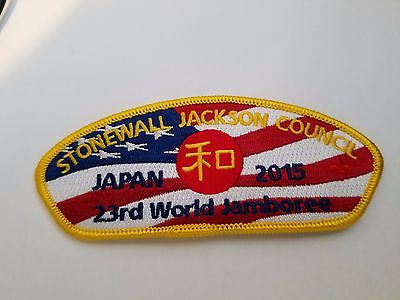 STONEWALL JACKSON COUNCIL
和
JAPAN 2015
23rd World Jamboree